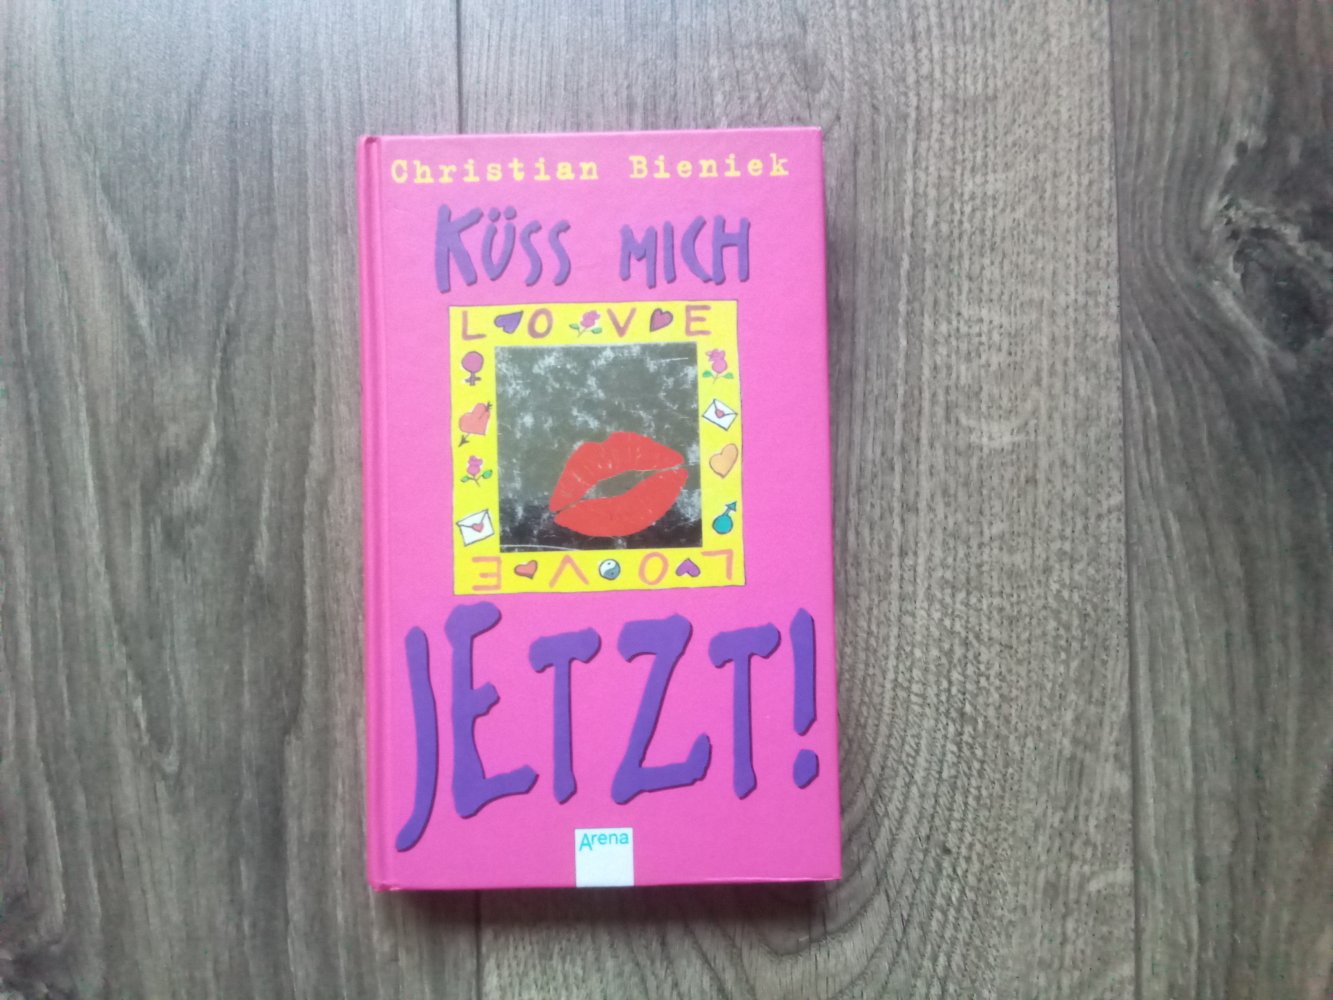 Christian Bieniek
KÜSS MICH
LOVE
LOVE
JETZT!
Arena